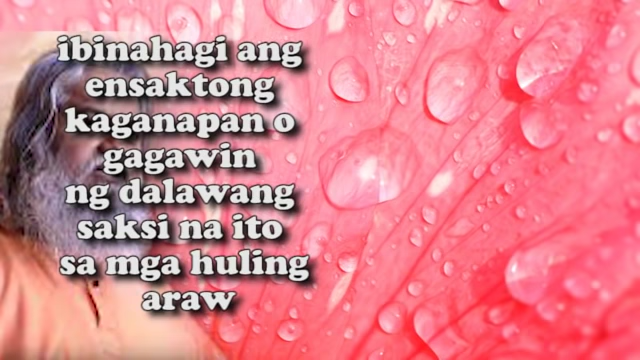 ibinahagi ang
ensaktong
kaganapan o
gagawin
ng dalawang
saksi na ito
sa mga huling
araw